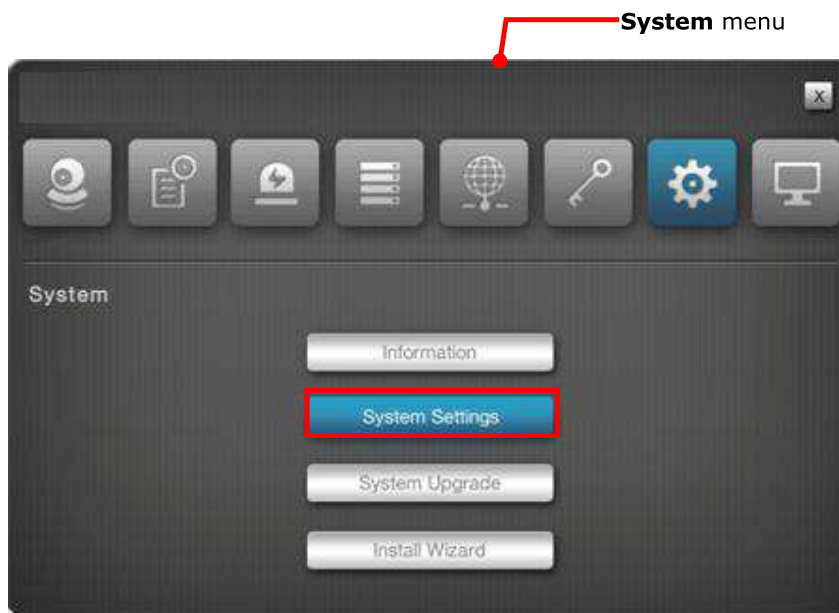 System menu
X
System
Information
System Settings
System Upgrade
Install Wizard